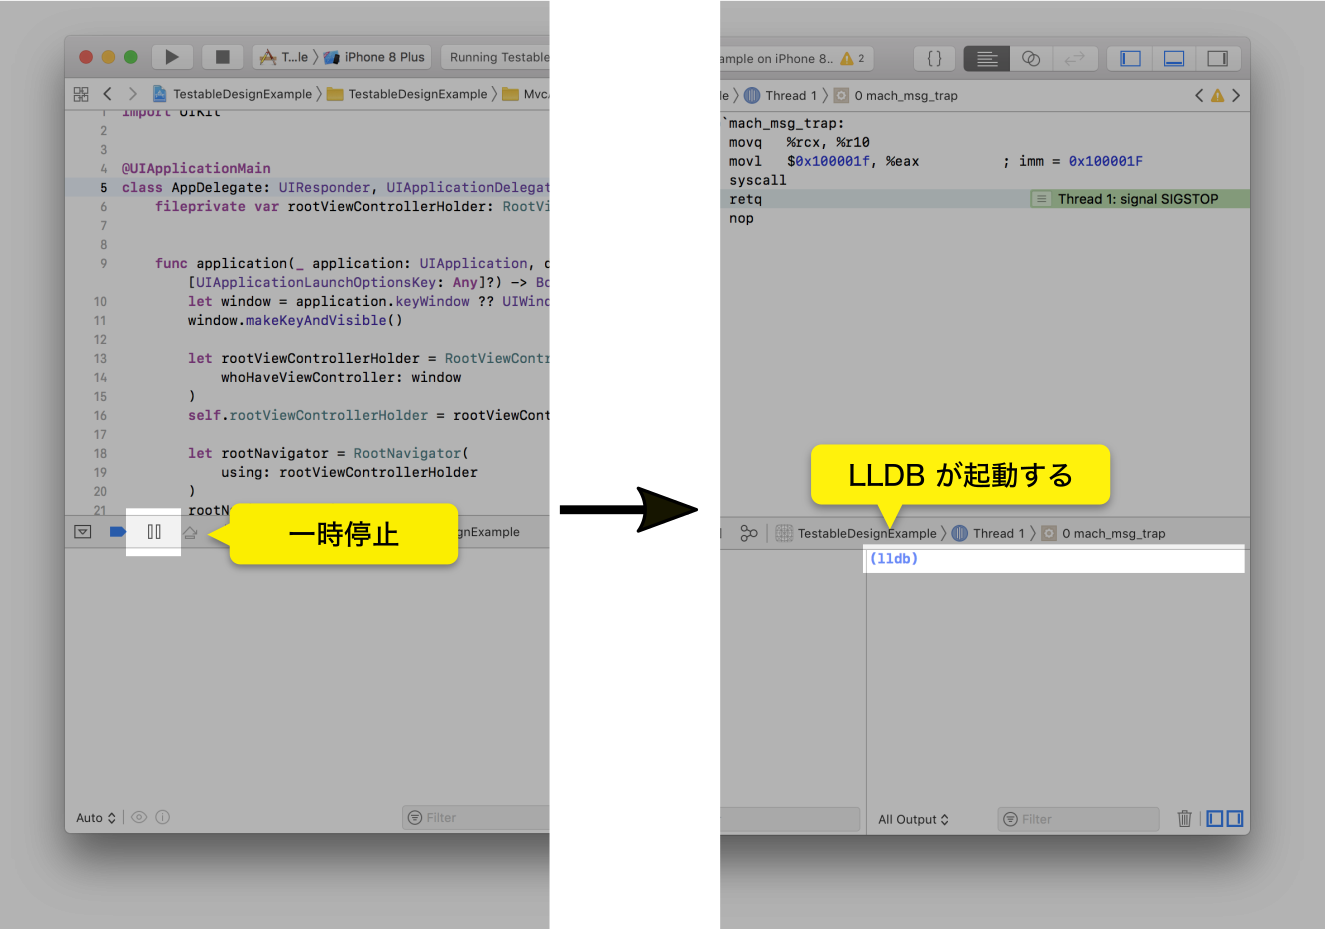 T...le 〉 iPhone 8 Plus
Running Testable
TestableDesignExample 〉 TestableDesignExample 〉 Mvc
1 import UIKit
2
3
4 @UIApplicationMain
5 class AppDelegate: UIResponder, UIApplicationDelegat
6 fileprivate var rootViewControllerHolder: RootVi
7
8
9 func application(_ application: UIApplication, d
[UIApplicationLaunchOptionsKey: Any]?) -> Bo
10 let window = application.keyWindow ?? UIWind
11 window.makeKeyAndVisible()
12
13 let rootViewControllerHolder = RootViewContr
14 whoHaveViewController: window
15 )
16 self.rootViewControllerHolder = rootViewCont
17
18 let rootNavigator = RootNavigator(
19 using: rootViewControllerHolder
20 )
21 rootN
一時停止
gnExample
Auto
Filter
ample on iPhone 8.. 2
{ }
le 〉 Thread 1 〉 0 mach_msg_trap
`mach_msg_trap:
movq %rcx, %r10
movl $0x100001f, %eax ; imm = 0x100001F
syscall
retq
Thread 1: signal SIGSTOP
nop
LLDB が起動する
TestableDesignExample 〉 Thread 1 〉 0 mach_msg_trap
(lldb)
All Output
Filter